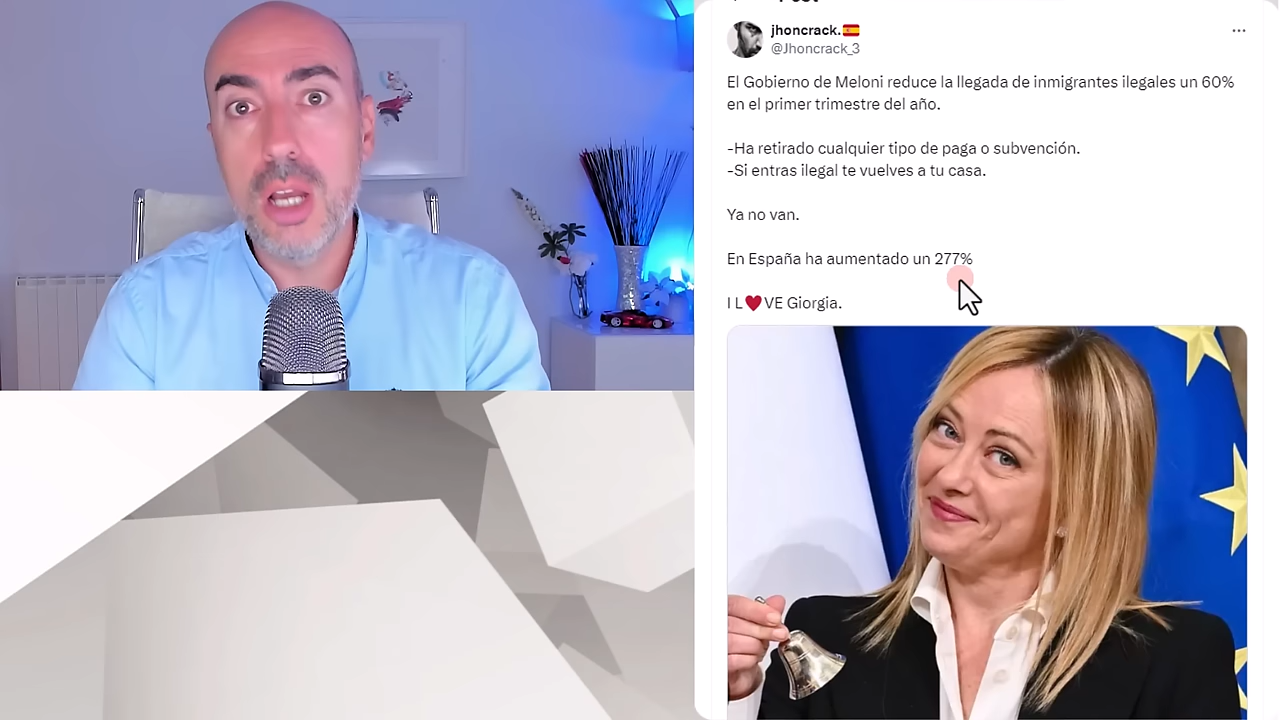 Post
jhoncrack.🇪🇸
@Jhoncrack_3
El Gobierno de Meloni reduce la llegada de inmigrantes ilegales un 60%
en el primer trimestre del año.
-Ha retirado cualquier tipo de paga o subvención.
-Si entras ilegal te vuelves a tu casa.
Ya no van.
En España ha aumentado un 277%
I L❤️VE Giorgia.